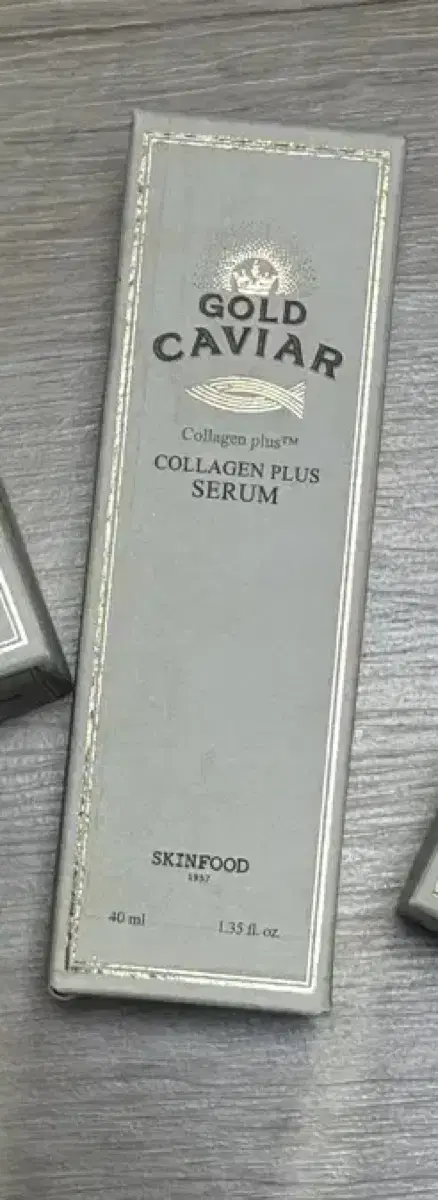 GOLD
CAVIAR
Collagen plus™
COLLAGEN PLUS
SERUM
SKINFOOD
1957
40 ml 1.35 fl. oz.